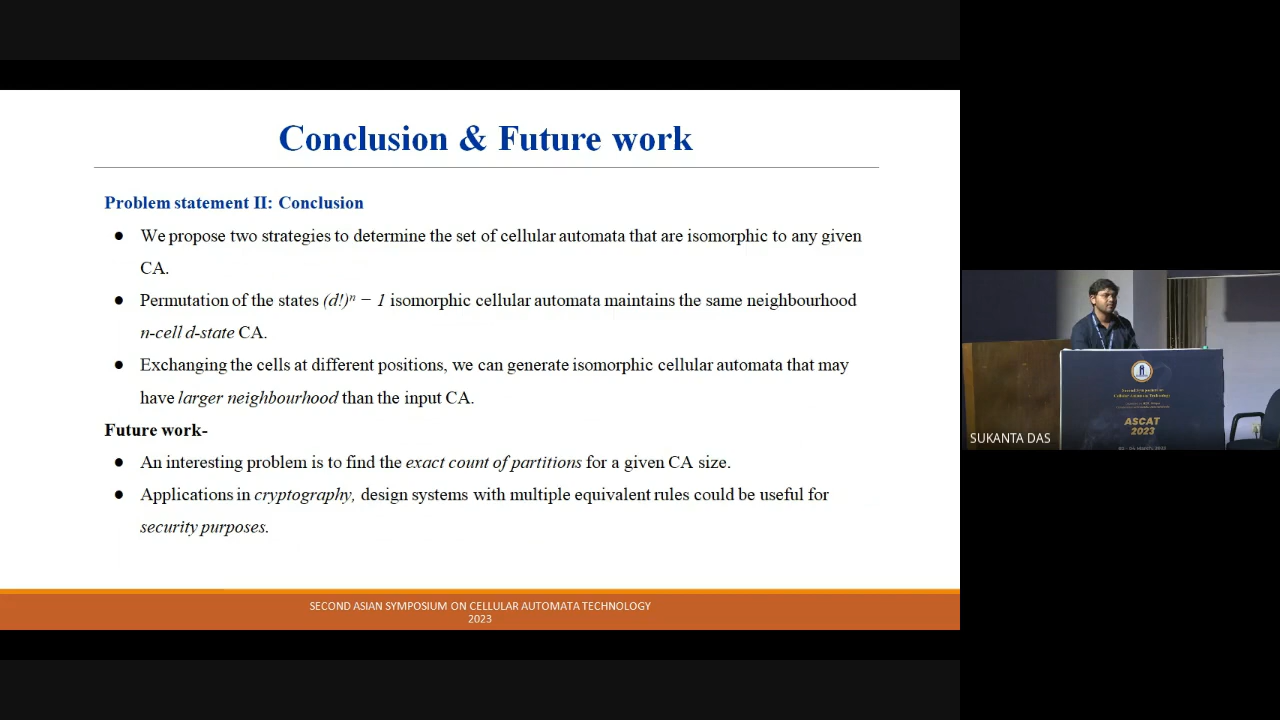 Conclusion & Future work
Problem statement II: Conclusion
● We propose two strategies to determine the set of cellular automata that are isomorphic to any given
CA.
● Permutation of the states (d!)ⁿ − 1 isomorphic cellular automata maintains the same neighbourhood
n-cell d-state CA.
● Exchanging the cells at different positions, we can generate isomorphic cellular automata that may
have larger neighbourhood than the input CA.
Future work-
● An interesting problem is to find the exact count of partitions for a given CA size.
● Applications in cryptography, design systems with multiple equivalent rules could be useful for
security purposes.
SECOND ASIAN SYMPOSIUM ON CELLULAR AUTOMATA TECHNOLOGY
2023
SUKANTA DAS
ASCAT
2023